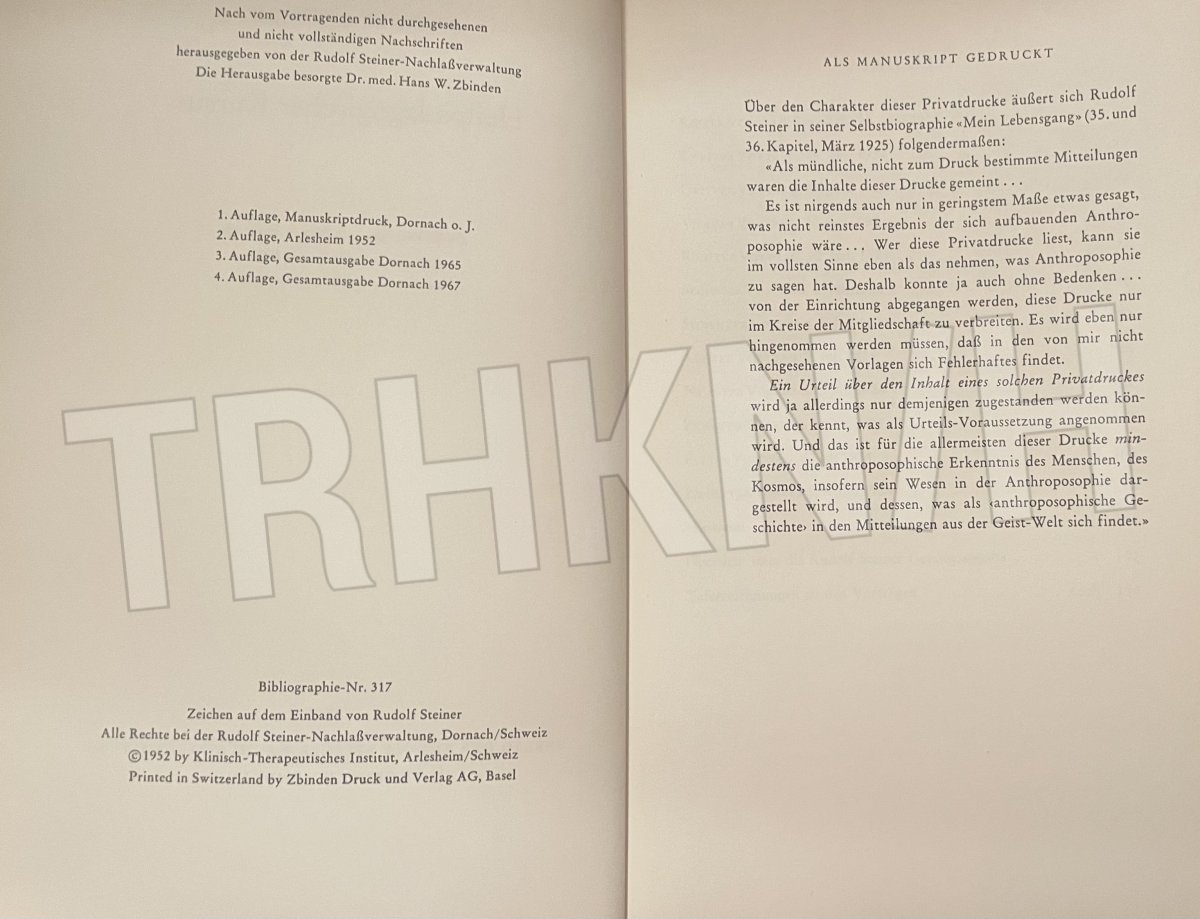 Nach vom Vortragenden nicht durchgesehenen
und nicht vollständigen Nachschriften
herausgegeben von der Rudolf Steiner-Nachlaßverwaltung
Die Herausgabe besorgte Dr. med. Hans W. Zbinden
1. Auflage, Manuskriptdruck, Dornach o. J.
2. Auflage, Arlesheim 1952
3. Auflage, Gesamtausgabe Dornach 1965
4. Auflage, Gesamtausgabe Dornach 1967
Bibliographie-Nr. 317
Zeichen auf dem Einband von Rudolf Steiner
Alle Rechte bei der Rudolf Steiner-Nachlaßverwaltung, Dornach/Schweiz
©1952 by Klinisch-Therapeutisches Institut, Arlesheim/Schweiz
Printed in Switzerland by Zbinden Druck und Verlag AG, Basel
ALS MANUSKRIPT GEDRUCKT
Über den Charakter dieser Privatdrucke äußert sich Rudolf
Steiner in seiner Selbstbiographie «Mein Lebensgang» (35. und
36. Kapitel, März 1925) folgendermaßen:
«Als mündliche, nicht zum Druck bestimmte Mitteilungen
waren die Inhalte dieser Drucke gemeint . . .
Es ist nirgends auch nur in geringstem Maße etwas gesagt,
was nicht reinstes Ergebnis der sich aufbauenden Anthro-
posophie wäre . . . Wer diese Privatdrucke liest, kann sie
im vollsten Sinne eben als das nehmen, was Anthroposophie
zu sagen hat. Deshalb konnte ja auch ohne Bedenken . . .
von der Einrichtung abgegangen werden, diese Drucke nur
im Kreise der Mitgliedschaft zu verbreiten. Es wird eben nur
hingenommen werden müssen, daß in den von mir nicht
nachgesehenen Vorlagen sich Fehlerhaftes findet.
Ein Urteil über den Inhalt eines solchen Privatdruckes
wird ja allerdings nur demjenigen zugestanden werden kön-
nen, der kennt, was als Urteils-Voraussetzung angenommen
wird. Und das ist für die allermeisten dieser Drucke min-
destens die anthroposophische Erkenntnis des Menschen, des
Kosmos, insofern sein Wesen in der Anthroposophie dar-
gestellt wird, und dessen, was als ‹anthroposophische Ge-
schichte› in den Mitteilungen aus der Geist-Welt sich findet.»